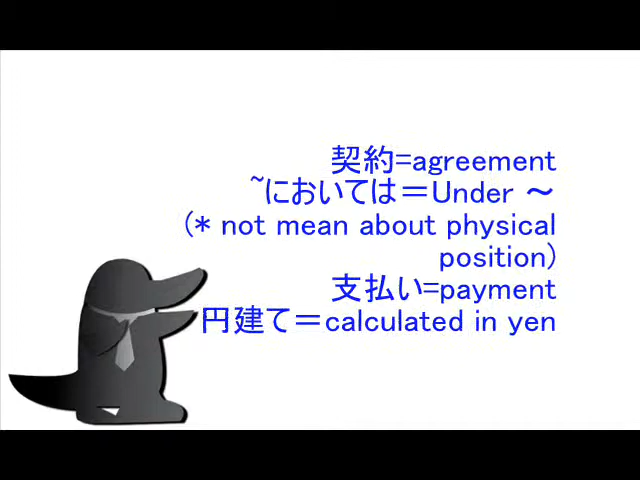 契約=agreement
~においては＝Under ～
(* not mean about physical
position)
支払い=payment
円建て＝calculated in yen